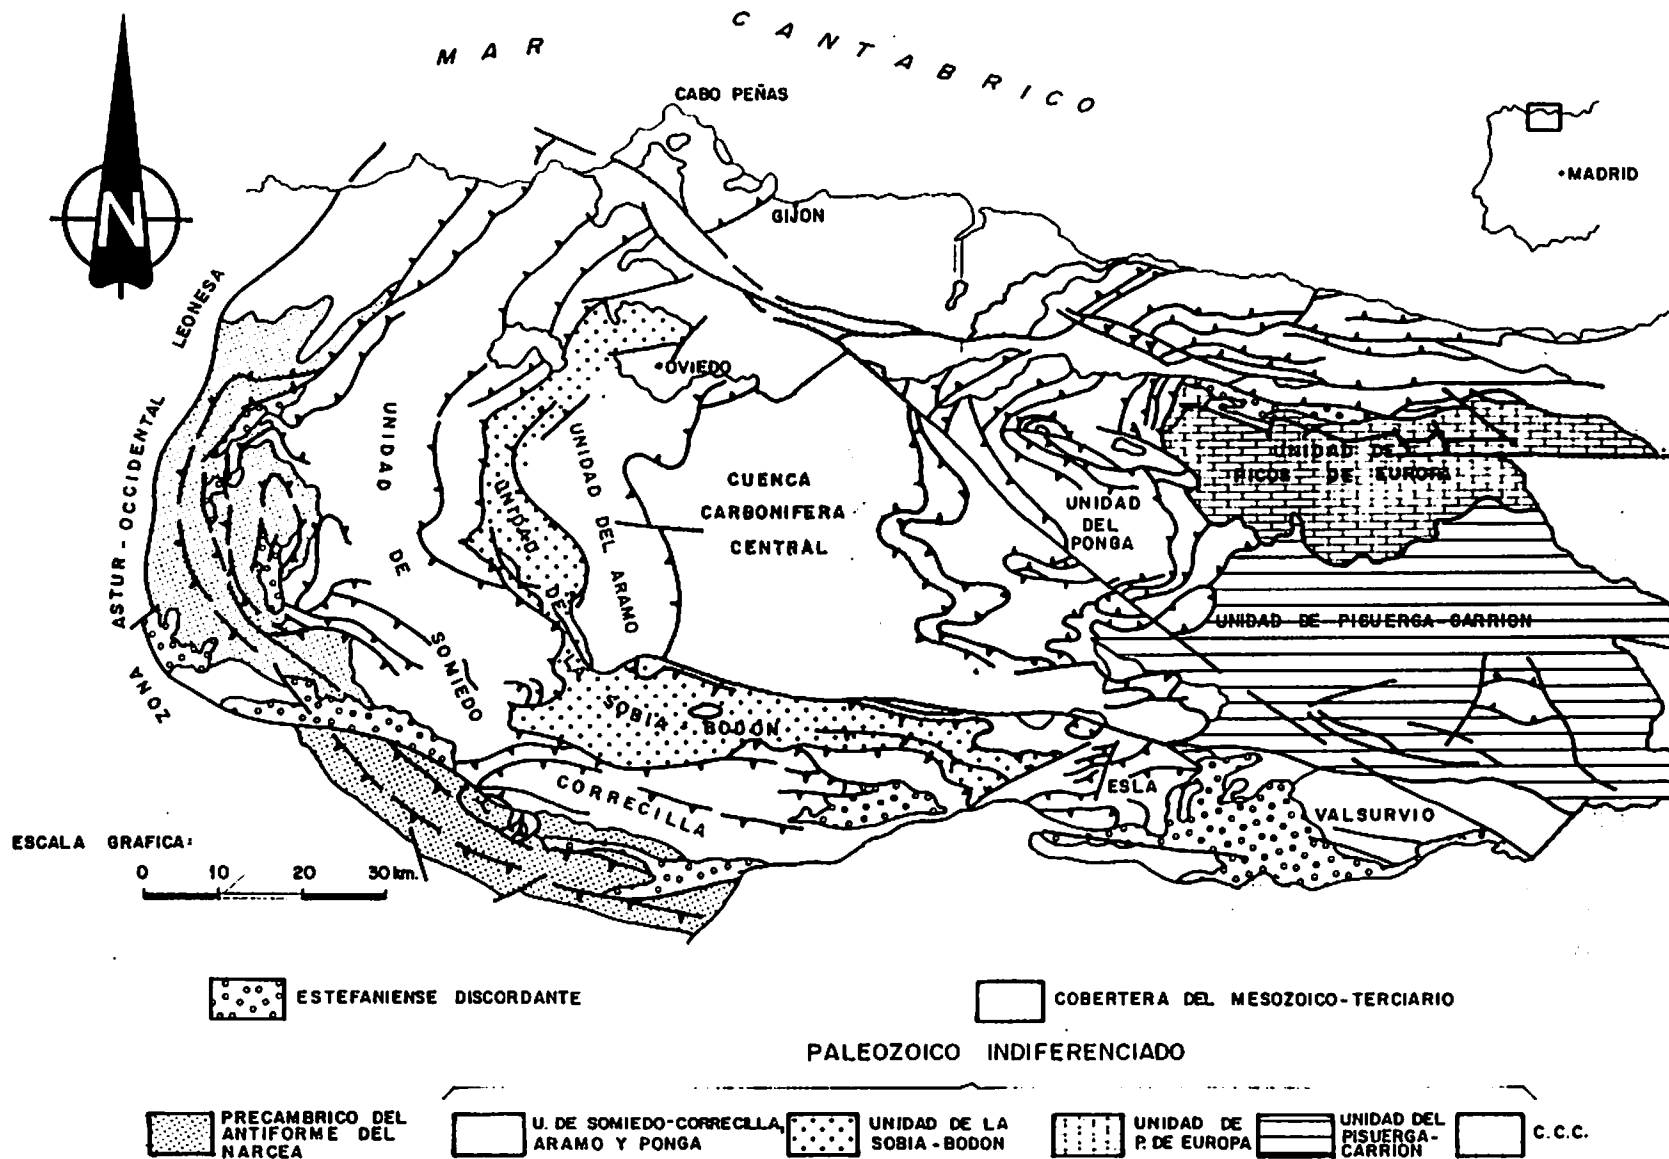 MAR CANTABRICO
CABO PEÑAS
N
MADRID
GIJON
LEONESA
ASTUR-OCCIDENTAL
ZONA
OVIEDO
UNIDAD DE SOMIEDO
UNIDAD DEL ARAMO
UNIDAD DE LA SOBIA-BODON
CUENCA
CARBONIFERA
CENTRAL
UNIDAD
DEL
PONGA
UNIDAD DE
PICOS DE EUROPA
UNIDAD DE PISUERGA-CARRION
CORRECILLA
ESLA
VALSURVIO
ESCALA GRAFICA:
0 10 20 30 km.
ESTEFANIENSE DISCORDANTE
COBERTERA DEL MESOZOICO-TERCIARIO
PALEOZOICO INDIFERENCIADO
PRECAMBRICO DEL
ANTIFORME DEL
NARCEA
U. DE SOMIEDO-CORRECILLA,
ARAMO Y PONGA
UNIDAD DE LA
SOBIA-BODON
UNIDAD DE
P. DE EUROPA
UNIDAD DEL
PISUERGA-
CARRION
C.C.C.